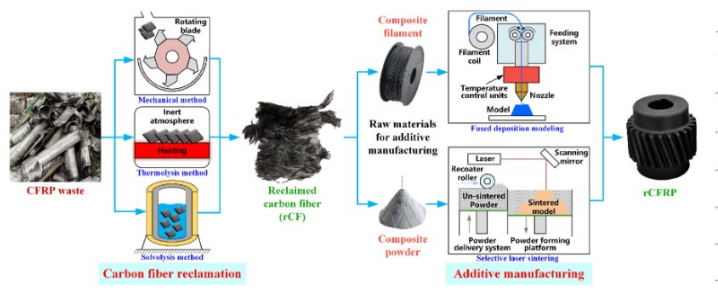 Rotating
blade
Mechanical method
Inert
atmosphere
Heating
Thermolysis method
Solvolysis method
CFRP waste
Carbon fiber reclamation
Reclaimed
carbon fiber
(rCF)
Composite
filament
Raw materials
for additive
manufacturing
Composite
powder
Filament
Filament
coil
Feeding
system
Temperature
control units
Nozzle
Model
Fused deposition modeling
Laser
Scanning
mirror
Recoater
roller
Un-sintered
Powder
Sintered
model
Powder
delivery system
Powder forming
platform
Selective laser sintering
Additive manufacturing
rCFRP